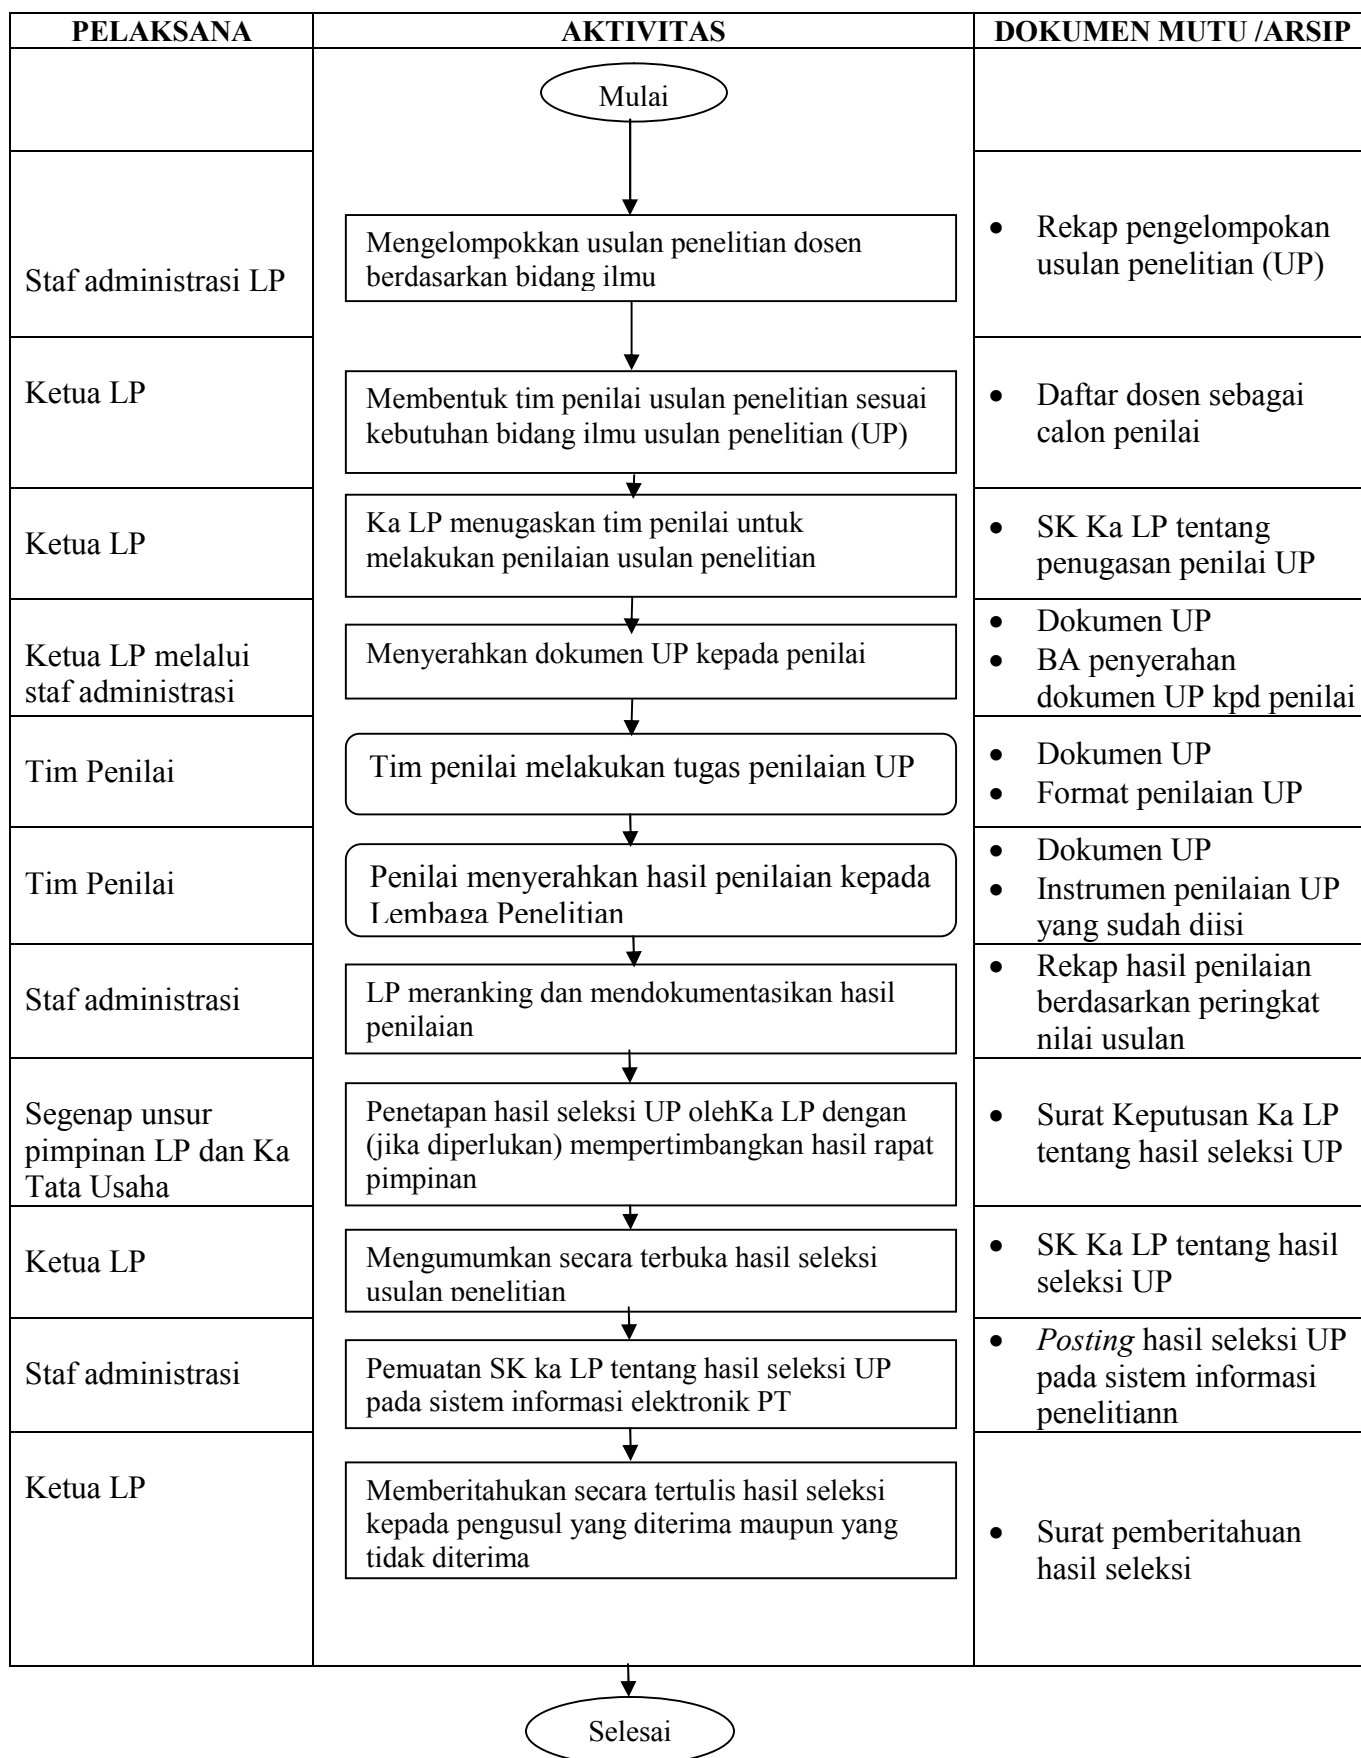 PELAKSANA
AKTIVITAS
DOKUMEN MUTU /ARSIP
Mulai
Staf administrasi LP
Mengelompokkan usulan penelitian dosen
berdasarkan bidang ilmu
• Rekap pengelompokan
usulan penelitian (UP)
Ketua LP
Membentuk tim penilai usulan penelitian sesuai
kebutuhan bidang ilmu usulan penelitian (UP)
• Daftar dosen sebagai
calon penilai
Ketua LP
Ka LP menugaskan tim penilai untuk
melakukan penilaian usulan penelitian
• SK Ka LP tentang
penugasan penilai UP
Ketua LP melalui
staf administrasi
Menyerahkan dokumen UP kepada penilai
• Dokumen UP
• BA penyerahan
dokumen UP kpd penilai
Tim Penilai
Tim penilai melakukan tugas penilaian UP
• Dokumen UP
• Format penilaian UP
Tim Penilai
Penilai menyerahkan hasil penilaian kepada
Lembaga Penelitian
• Dokumen UP
• Instrumen penilaian UP
yang sudah diisi
Staf administrasi
LP meranking dan mendokumentasikan hasil
penilaian
• Rekap hasil penilaian
berdasarkan peringkat
nilai usulan
Segenap unsur
pimpinan LP dan Ka
Tata Usaha
Penetapan hasil seleksi UP olehKa LP dengan
(jika diperlukan) mempertimbangkan hasil rapat
pimpinan
• Surat Keputusan Ka LP
tentang hasil seleksi UP
Ketua LP
Mengumumkan secara terbuka hasil seleksi
usulan penelitian
• SK Ka LP tentang hasil
seleksi UP
Staf administrasi
Pemuatan SK ka LP tentang hasil seleksi UP
pada sistem informasi elektronik PT
• Posting hasil seleksi UP
pada sistem informasi
penelitiann
Ketua LP
Memberitahukan secara tertulis hasil seleksi
kepada pengusul yang diterima maupun yang
tidak diterima
• Surat pemberitahuan
hasil seleksi
Selesai